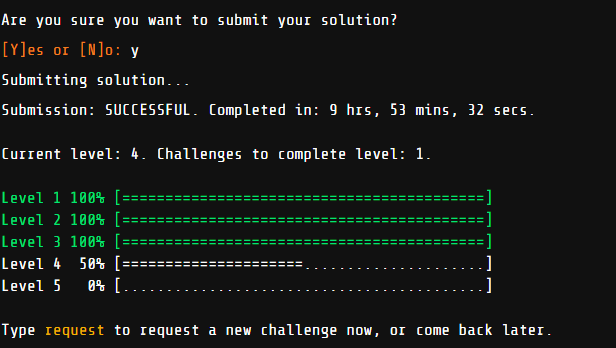 Are you sure you want to submit your solution?
[Y]es or [N]o: y
Submitting solution...
Submission: SUCCESSFUL. Completed in: 9 hrs, 53 mins, 32 secs.
Current level: 4. Challenges to complete level: 1.
Level 1 100% [==========================================]
Level 2 100% [==========================================]
Level 3 100% [==========================================]
Level 4  50% [=====================.....................]
Level 5   0% [..........................................]
Type request to request a new challenge now, or come back later.